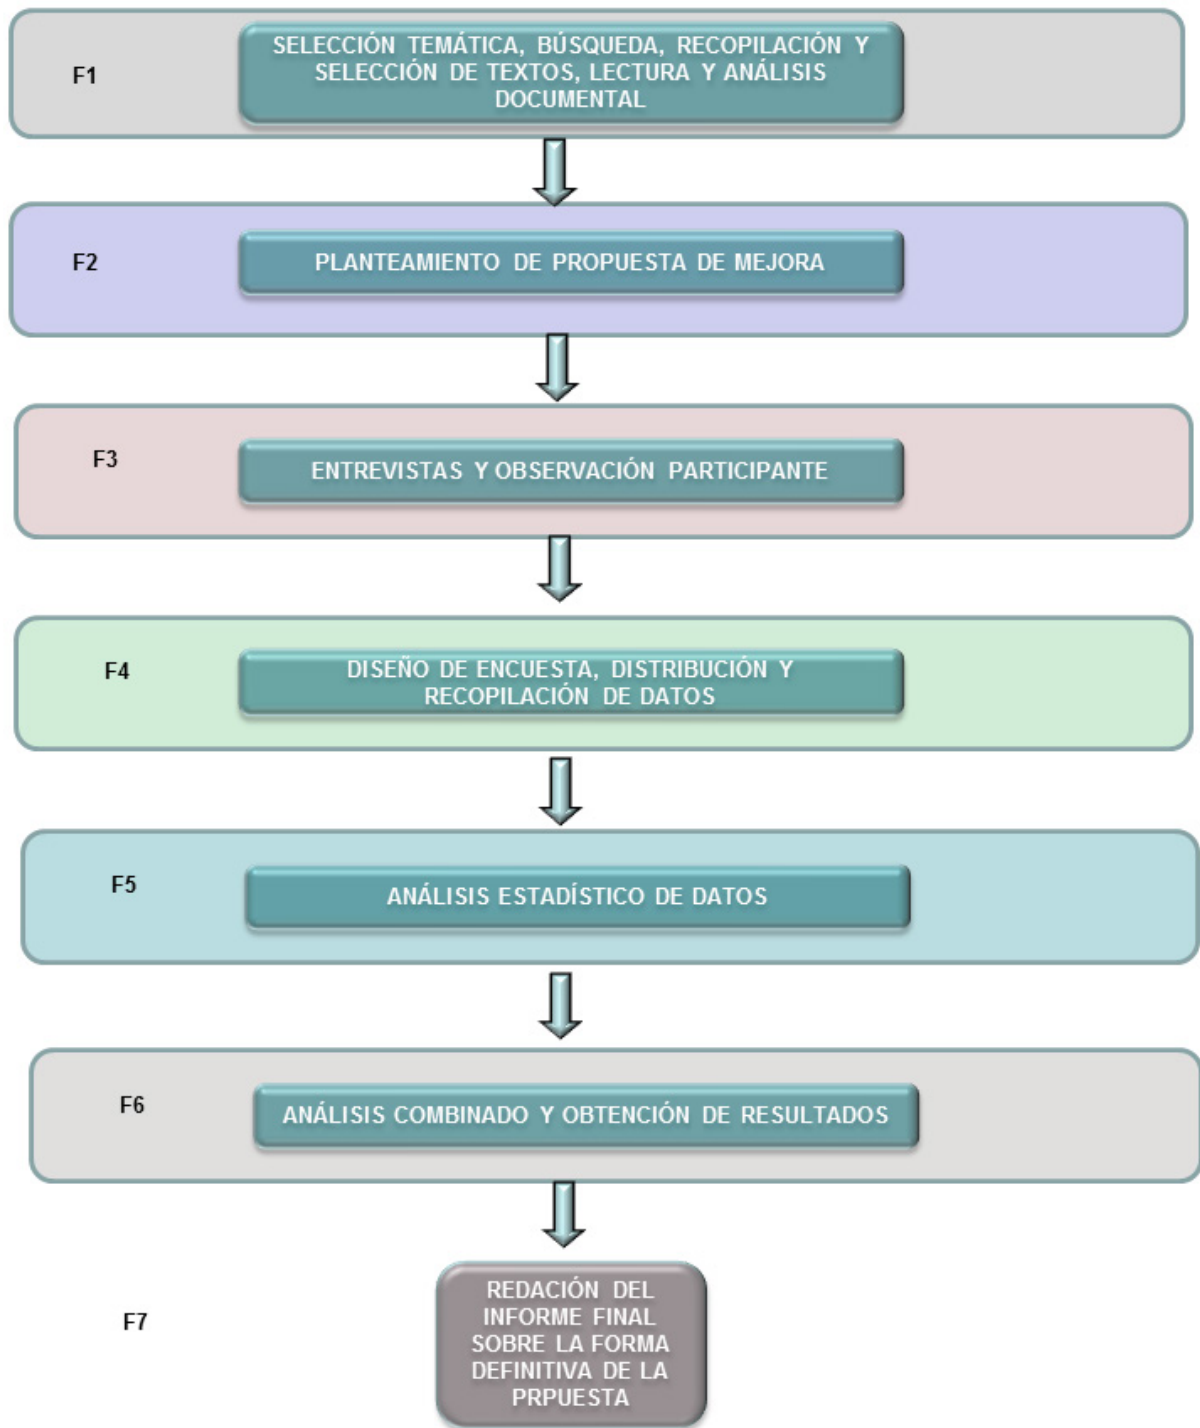 F1
SELECCIÓN TEMÁTICA, BÚSQUEDA, RECOPILACIÓN Y
SELECCIÓN DE TEXTOS, LECTURA Y ANÁLISIS
DOCUMENTAL
F2
PLANTEAMIENTO DE PROPUESTA DE MEJORA
F3
ENTREVISTAS Y OBSERVACIÓN PARTICIPANTE
F4
DISEÑO DE ENCUESTA, DISTRIBUCIÓN Y
RECOPILACIÓN DE DATOS
F5
ANÁLISIS ESTADÍSTICO DE DATOS
F6
ANÁLISIS COMBINADO Y OBTENCIÓN DE RESULTADOS
F7
REDACIÓN DEL
INFORME FINAL
SOBRE LA FORMA
DEFINITIVA DE LA
PRPUESTA